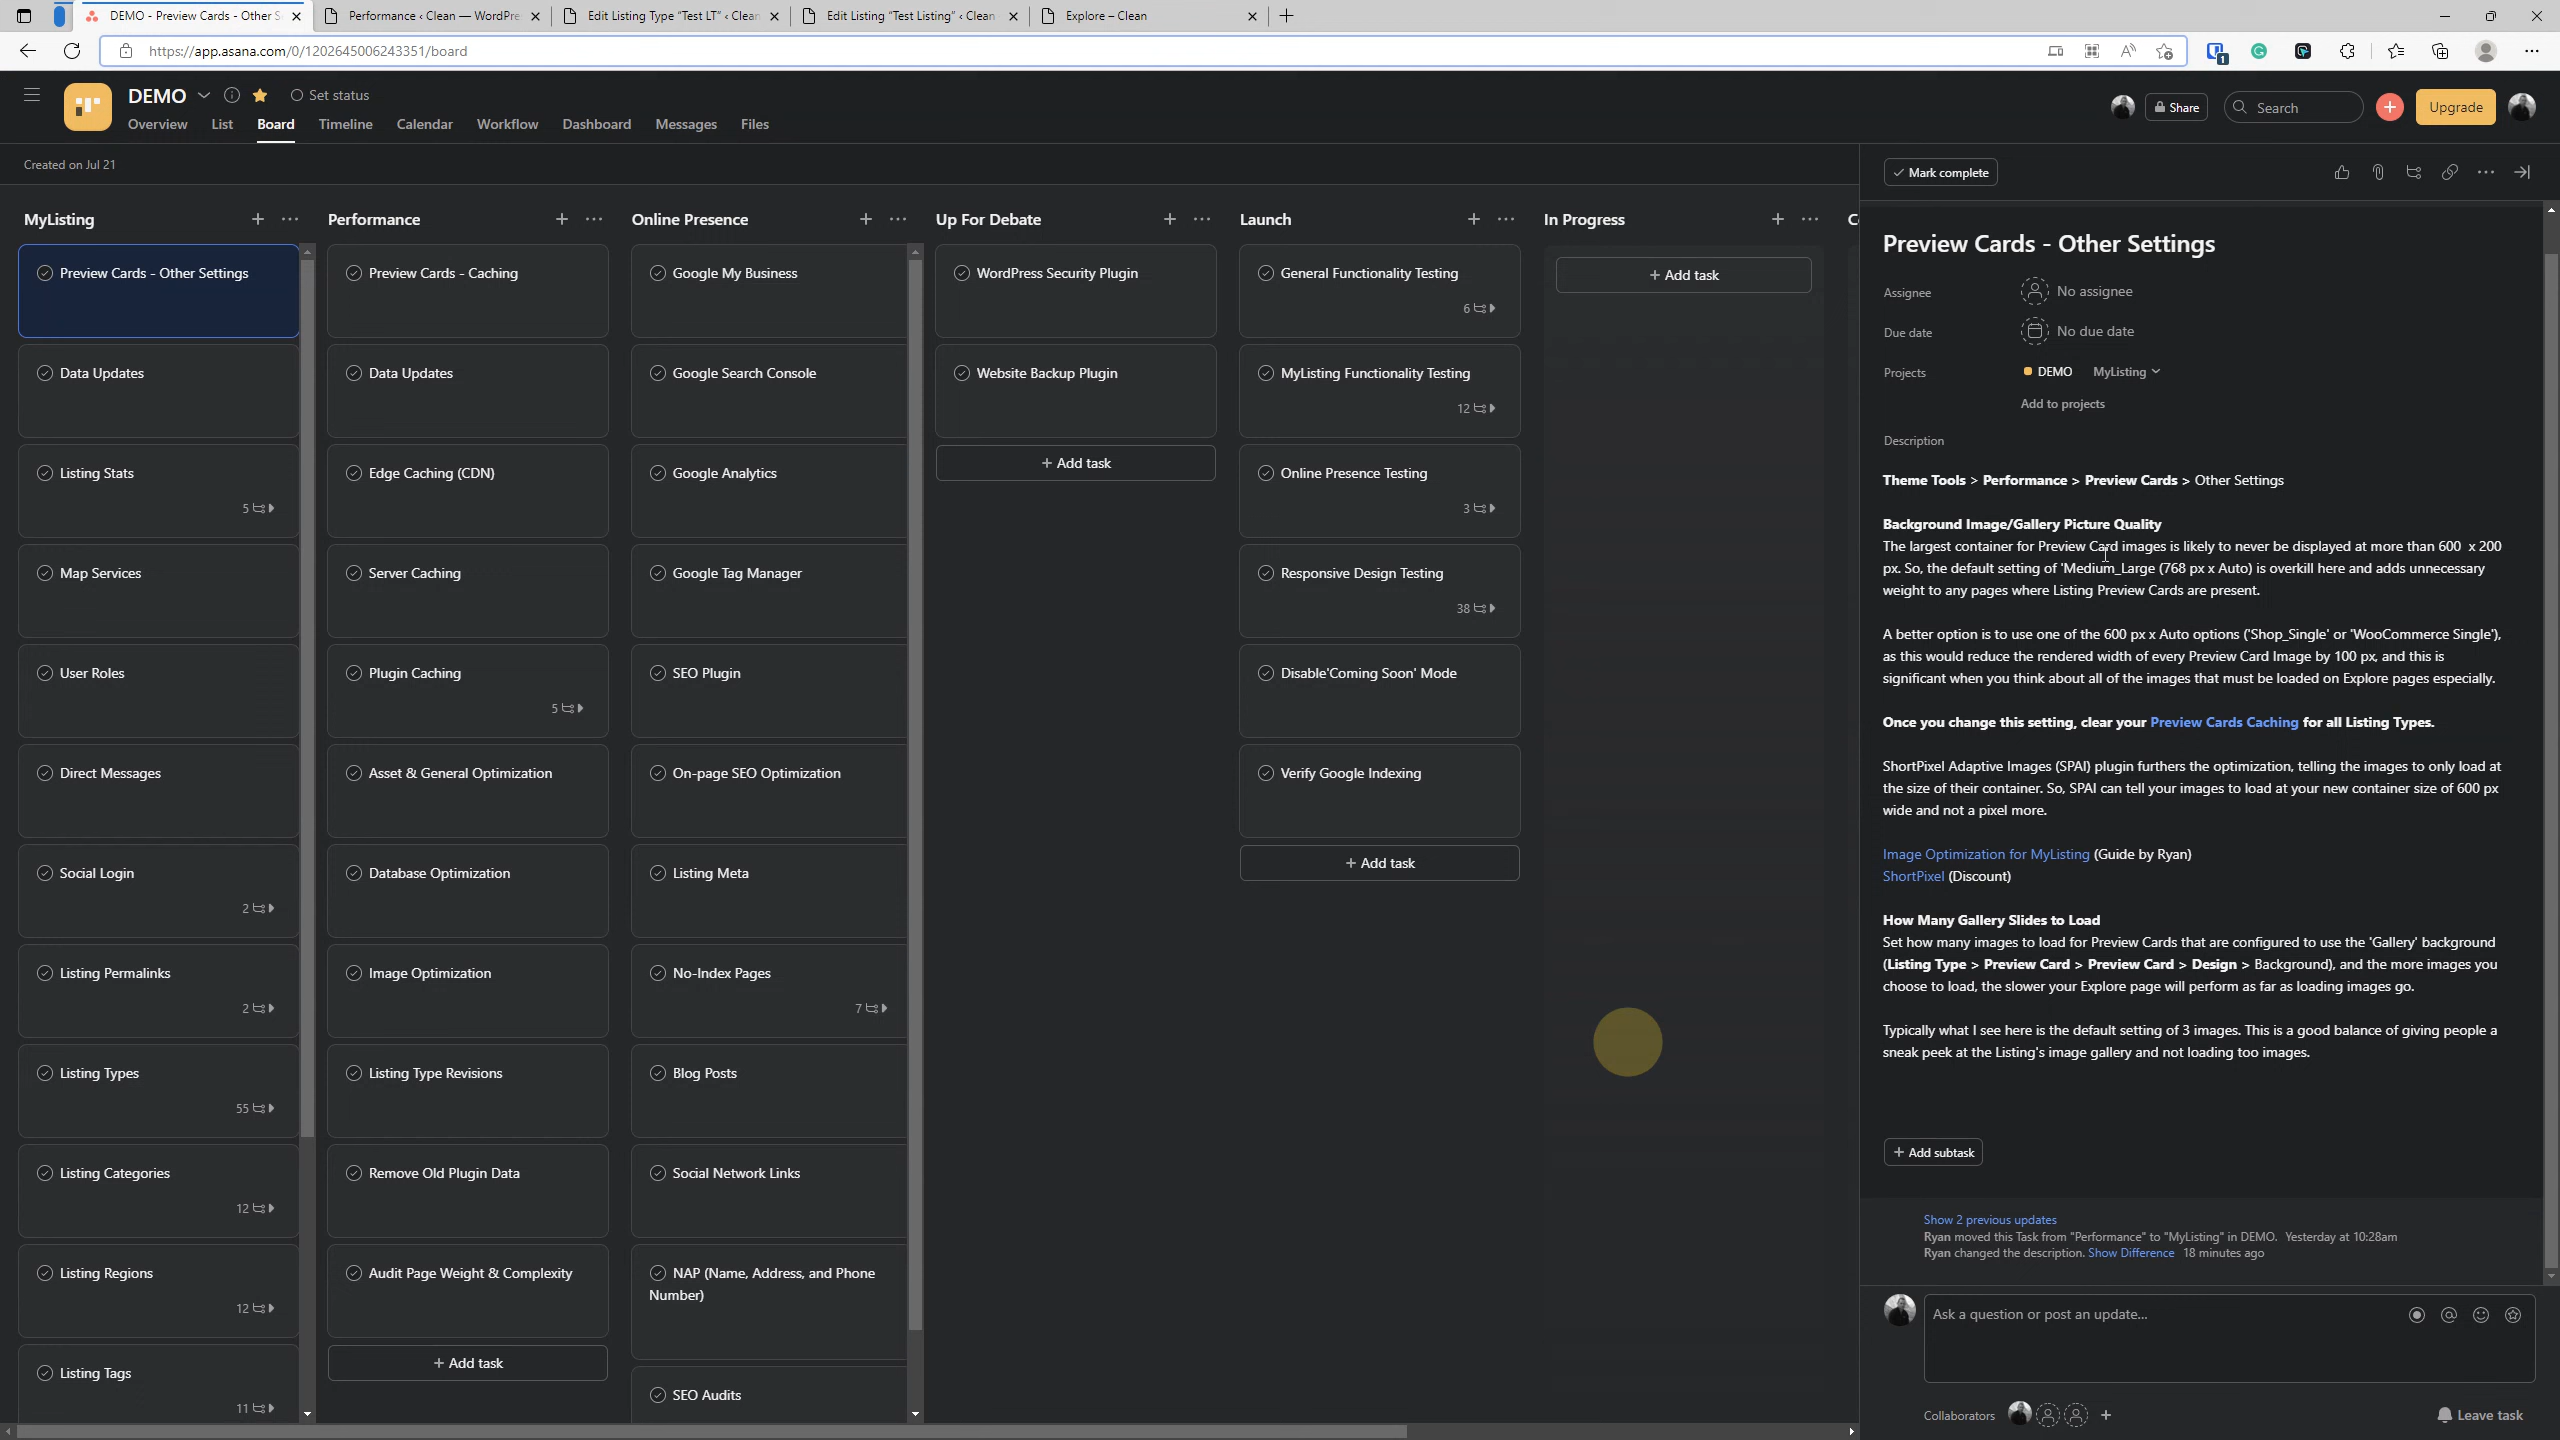 DEMO - Preview Cards - Other S
Performance ‹ Clean — WordPre
Edit Listing Type "Test LT" ‹ Clean
Edit Listing "Test Listing" ‹ Clean
Explore – Clean
https://app.asana.com/0/1202645006243351/board
1
DEMO
Set status
Overview
List
Board
Timeline
Calendar
Workflow
Dashboard
Messages
Files
Share
Search
Upgrade
Created on Jul 21
MyListing
Preview Cards - Other Settings
Data Updates
Listing Stats
5
Map Services
User Roles
Direct Messages
Social Login
2
Listing Permalinks
2
Listing Types
55
Listing Categories
12
Listing Regions
12
Listing Tags
11
Performance
Preview Cards - Caching
Data Updates
Edge Caching (CDN)
Server Caching
Plugin Caching
5
Asset & General Optimization
Database Optimization
Image Optimization
Listing Type Revisions
Remove Old Plugin Data
Audit Page Weight & Complexity
+ Add task
Online Presence
Google My Business
Google Search Console
Google Analytics
Google Tag Manager
SEO Plugin
On-page SEO Optimization
Listing Meta
No-Index Pages
7
Blog Posts
Social Network Links
NAP (Name, Address, and Phone
Number)
SEO Audits
Up For Debate
WordPress Security Plugin
Website Backup Plugin
+ Add task
Launch
General Functionality Testing
6
MyListing Functionality Testing
12
Online Presence Testing
3
Responsive Design Testing
38
Disable'Coming Soon' Mode
Verify Google Indexing
+ Add task
In Progress
+ Add task
C
Mark complete
Preview Cards - Other Settings
Assignee
No assignee
Due date
No due date
Projects
DEMO
MyListing
Add to projects
Description
Theme Tools > Performance > Preview Cards > Other Settings
Background Image/Gallery Picture Quality
The largest container for Preview Card images is likely to never be displayed at more than 600  x 200
px. So, the default setting of 'Medium_Large (768 px x Auto) is overkill here and adds unnecessary
weight to any pages where Listing Preview Cards are present.
A better option is to use one of the 600 px x Auto options ('Shop_Single' or 'WooCommerce Single'),
as this would reduce the rendered width of every Preview Card Image by 100 px, and this is
significant when you think about all of the images that must be loaded on Explore pages especially.
Once you change this setting, clear your Preview Cards Caching for all Listing Types.
ShortPixel Adaptive Images (SPAI) plugin furthers the optimization, telling the images to only load at
the size of their container. So, SPAI can tell your images to load at your new container size of 600 px
wide and not a pixel more.
Image Optimization for MyListing (Guide by Ryan)
ShortPixel (Discount)
How Many Gallery Slides to Load
Set how many images to load for Preview Cards that are configured to use the 'Gallery' background
(Listing Type > Preview Card > Preview Card > Design > Background), and the more images you
choose to load, the slower your Explore page will perform as far as loading images go.
Typically what I see here is the default setting of 3 images. This is a good balance of giving people a
sneak peek at the Listing's image gallery and not loading too images.
+ Add subtask
Show 2 previous updates
Ryan moved this Task from "Performance" to "MyListing" in DEMO.  Yesterday at 10:28am
Ryan changed the description. Show Difference  18 minutes ago
Ask a question or post an update...
Collaborators
Leave task